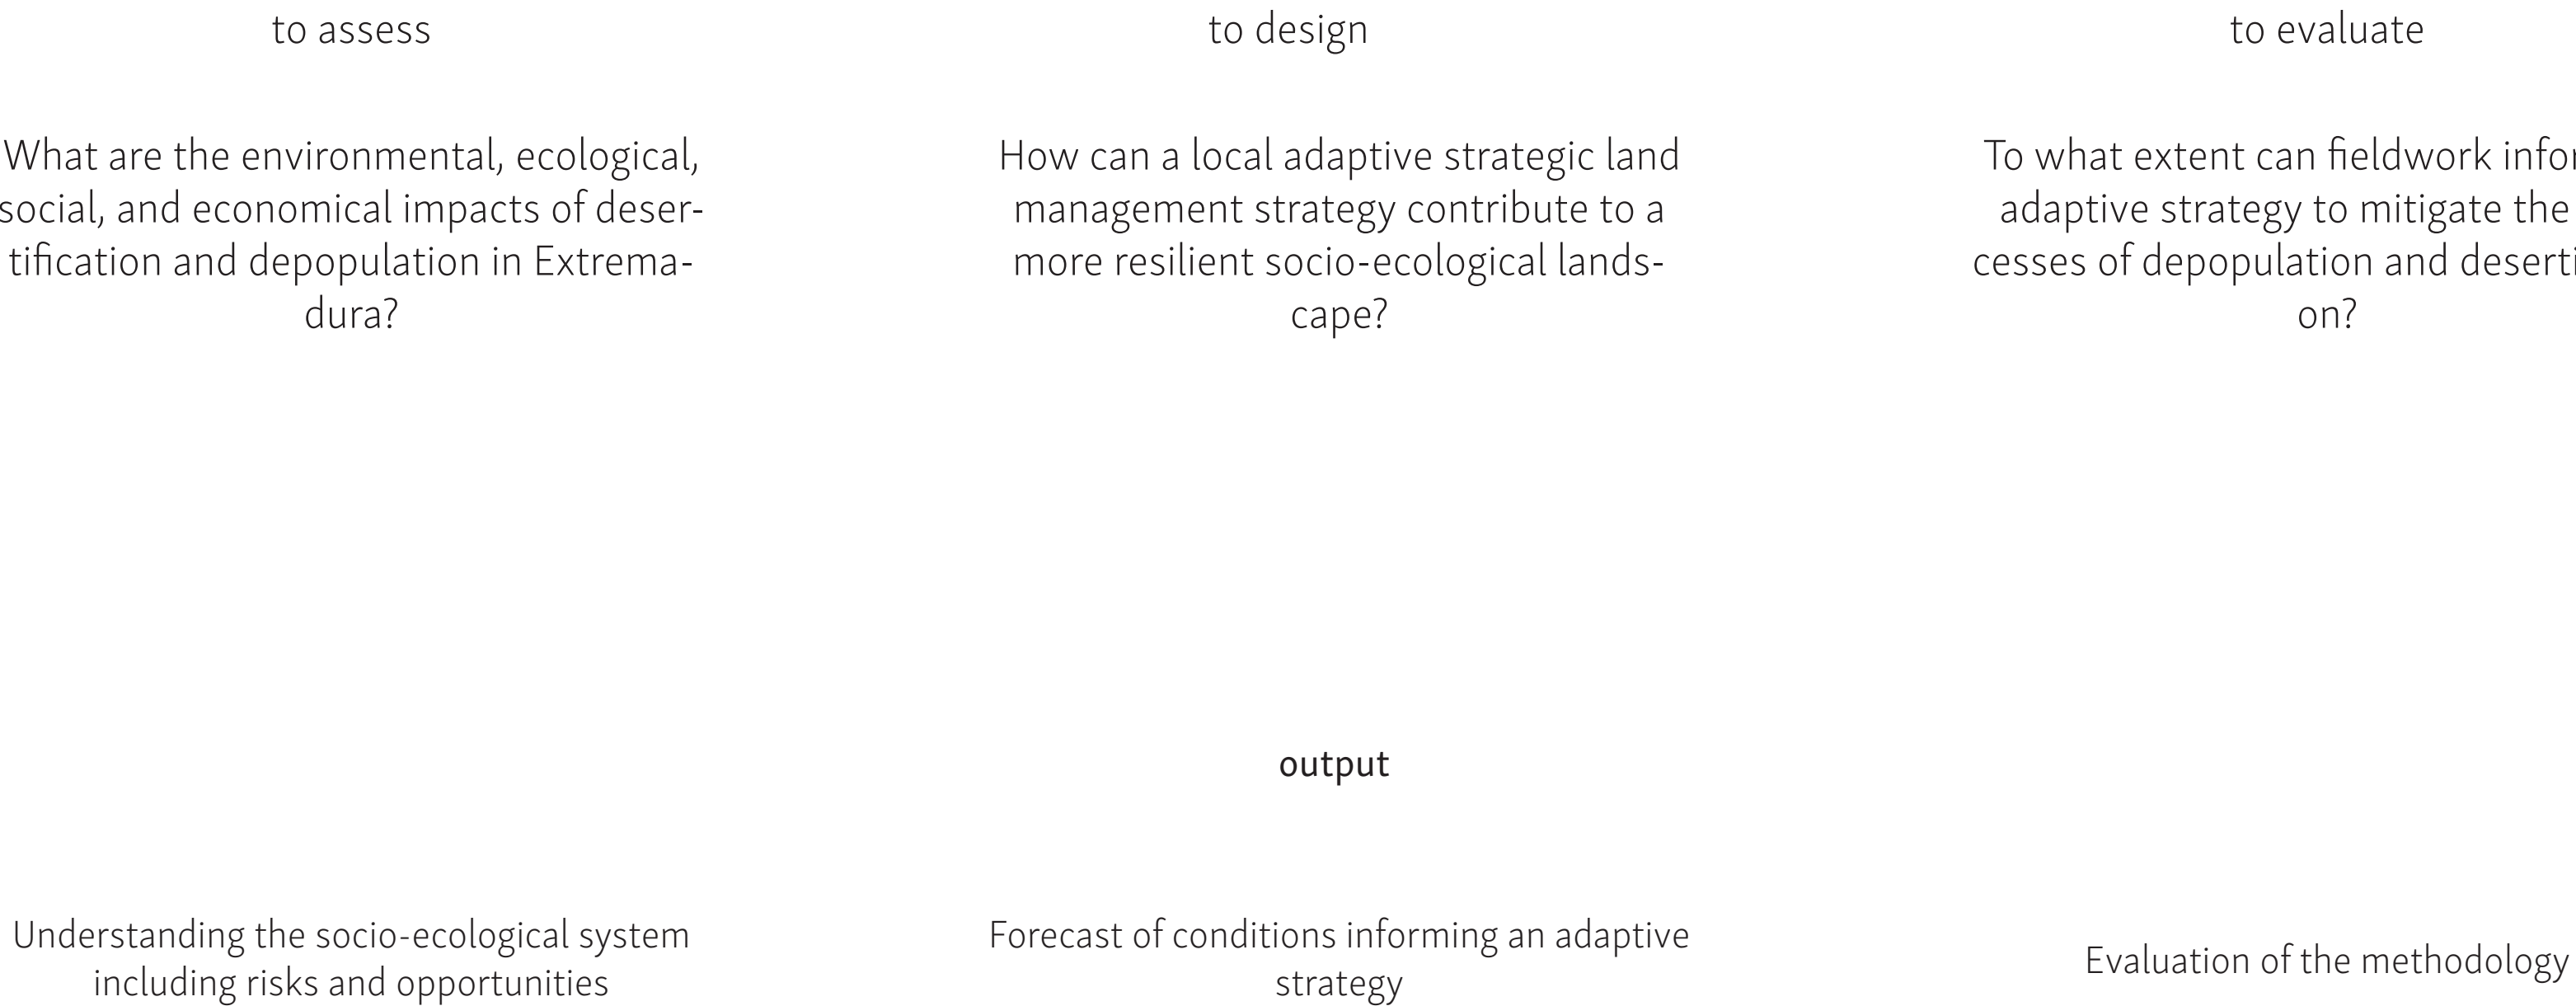 to assess
What are the environmental, ecological,
social, and economical impacts of deser-
tification and depopulation in Extrema-
dura?
to design
How can a local adaptive strategic land
management strategy contribute to a
more resilient socio-ecological lands-
cape?
to evaluate
To what extent can fieldwork
adaptive strategy to mitigate the
cesses of depopulation and
on?
output
Understanding the socio-ecological system
including risks and opportunities
Forecast of conditions informing an adaptive
strategy
Evaluation of the methodology